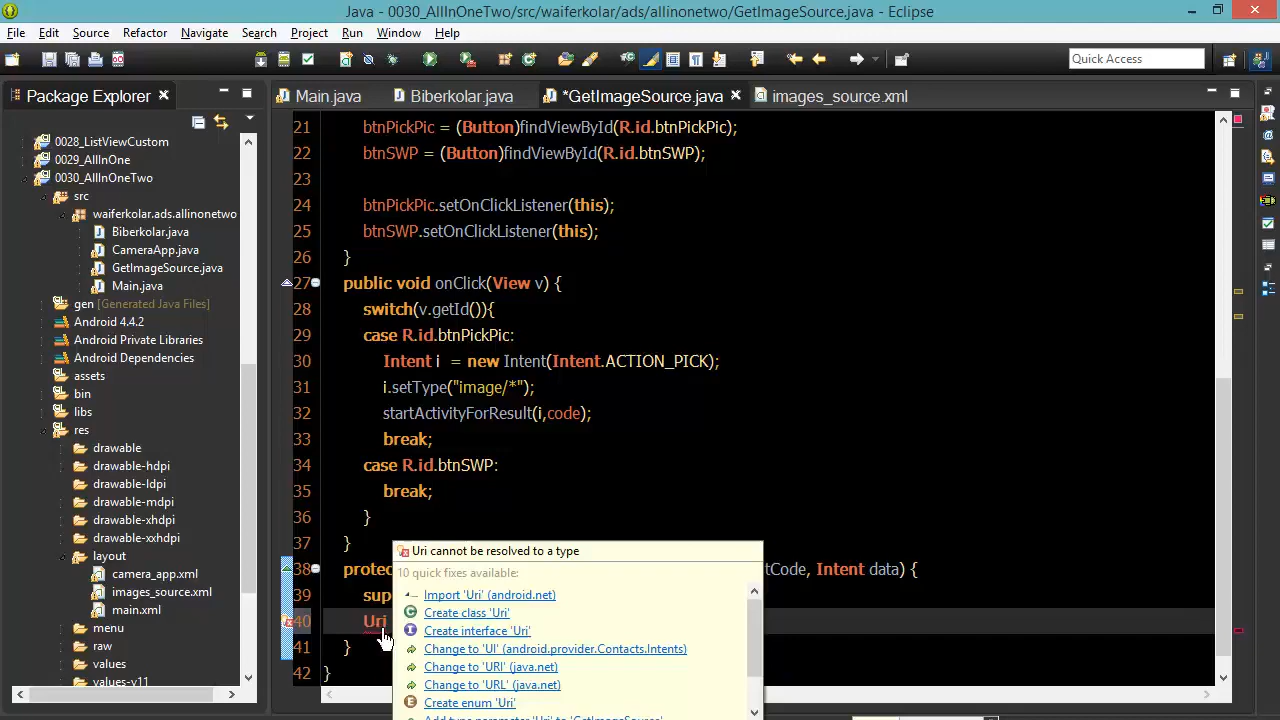 Java - 0030_AllInOneTwo/src/waiferkolar/ads/allinonetwo/GetImageSource.java - Eclipse
File Edit Source Refactor Navigate Search Project Run Window Help
Quick Access
Package Explorer
Main.java Biberkolar.java *GetImageSource.java images_source.xml
0028_ListViewCustom
0029_AllInOne
0030_AllInOneTwo
src
waiferkolar.ads.allinonetwo
Biberkolar.java
CameraApp.java
GetImageSource.java
Main.java
gen [Generated Java Files]
Android 4.4.2
Android Private Libraries
Android Dependencies
assets
bin
libs
res
drawable
drawable-hdpi
drawable-ldpi
drawable-mdpi
drawable-xhdpi
drawable-xxhdpi
layout
camera_app.xml
images_source.xml
main.xml
menu
raw
values
values-v11
21 btnPickPic = (Button)findViewById(R.id.btnPickPic);
22 btnSWP = (Button)findViewById(R.id.btnSWP);
23
24 btnPickPic.setOnClickListener(this);
25 btnSWP.setOnClickListener(this);
26 }
27 public void onClick(View v) {
28 switch(v.getId()){
29 case R.id.btnPickPic:
30 Intent i = new Intent(Intent.ACTION_PICK);
31 i.setType("image/*");
32 startActivityForResult(i,code);
33 break;
34 case R.id.btnSWP:
35 break;
36 }
37 }
38 protec tCode, Intent data) {
39 sup
40 Uri
41 }
42 }
Uri cannot be resolved to a type
10 quick fixes available:
Import 'Uri' (android.net)
Create class 'Uri'
Create interface 'Uri'
Change to 'UI' (android.provider.Contacts.Intents)
Change to 'URI' (java.net)
Change to 'URL' (java.net)
Create enum 'Uri'
Add type parameter 'Uri' to 'GetImageSource'